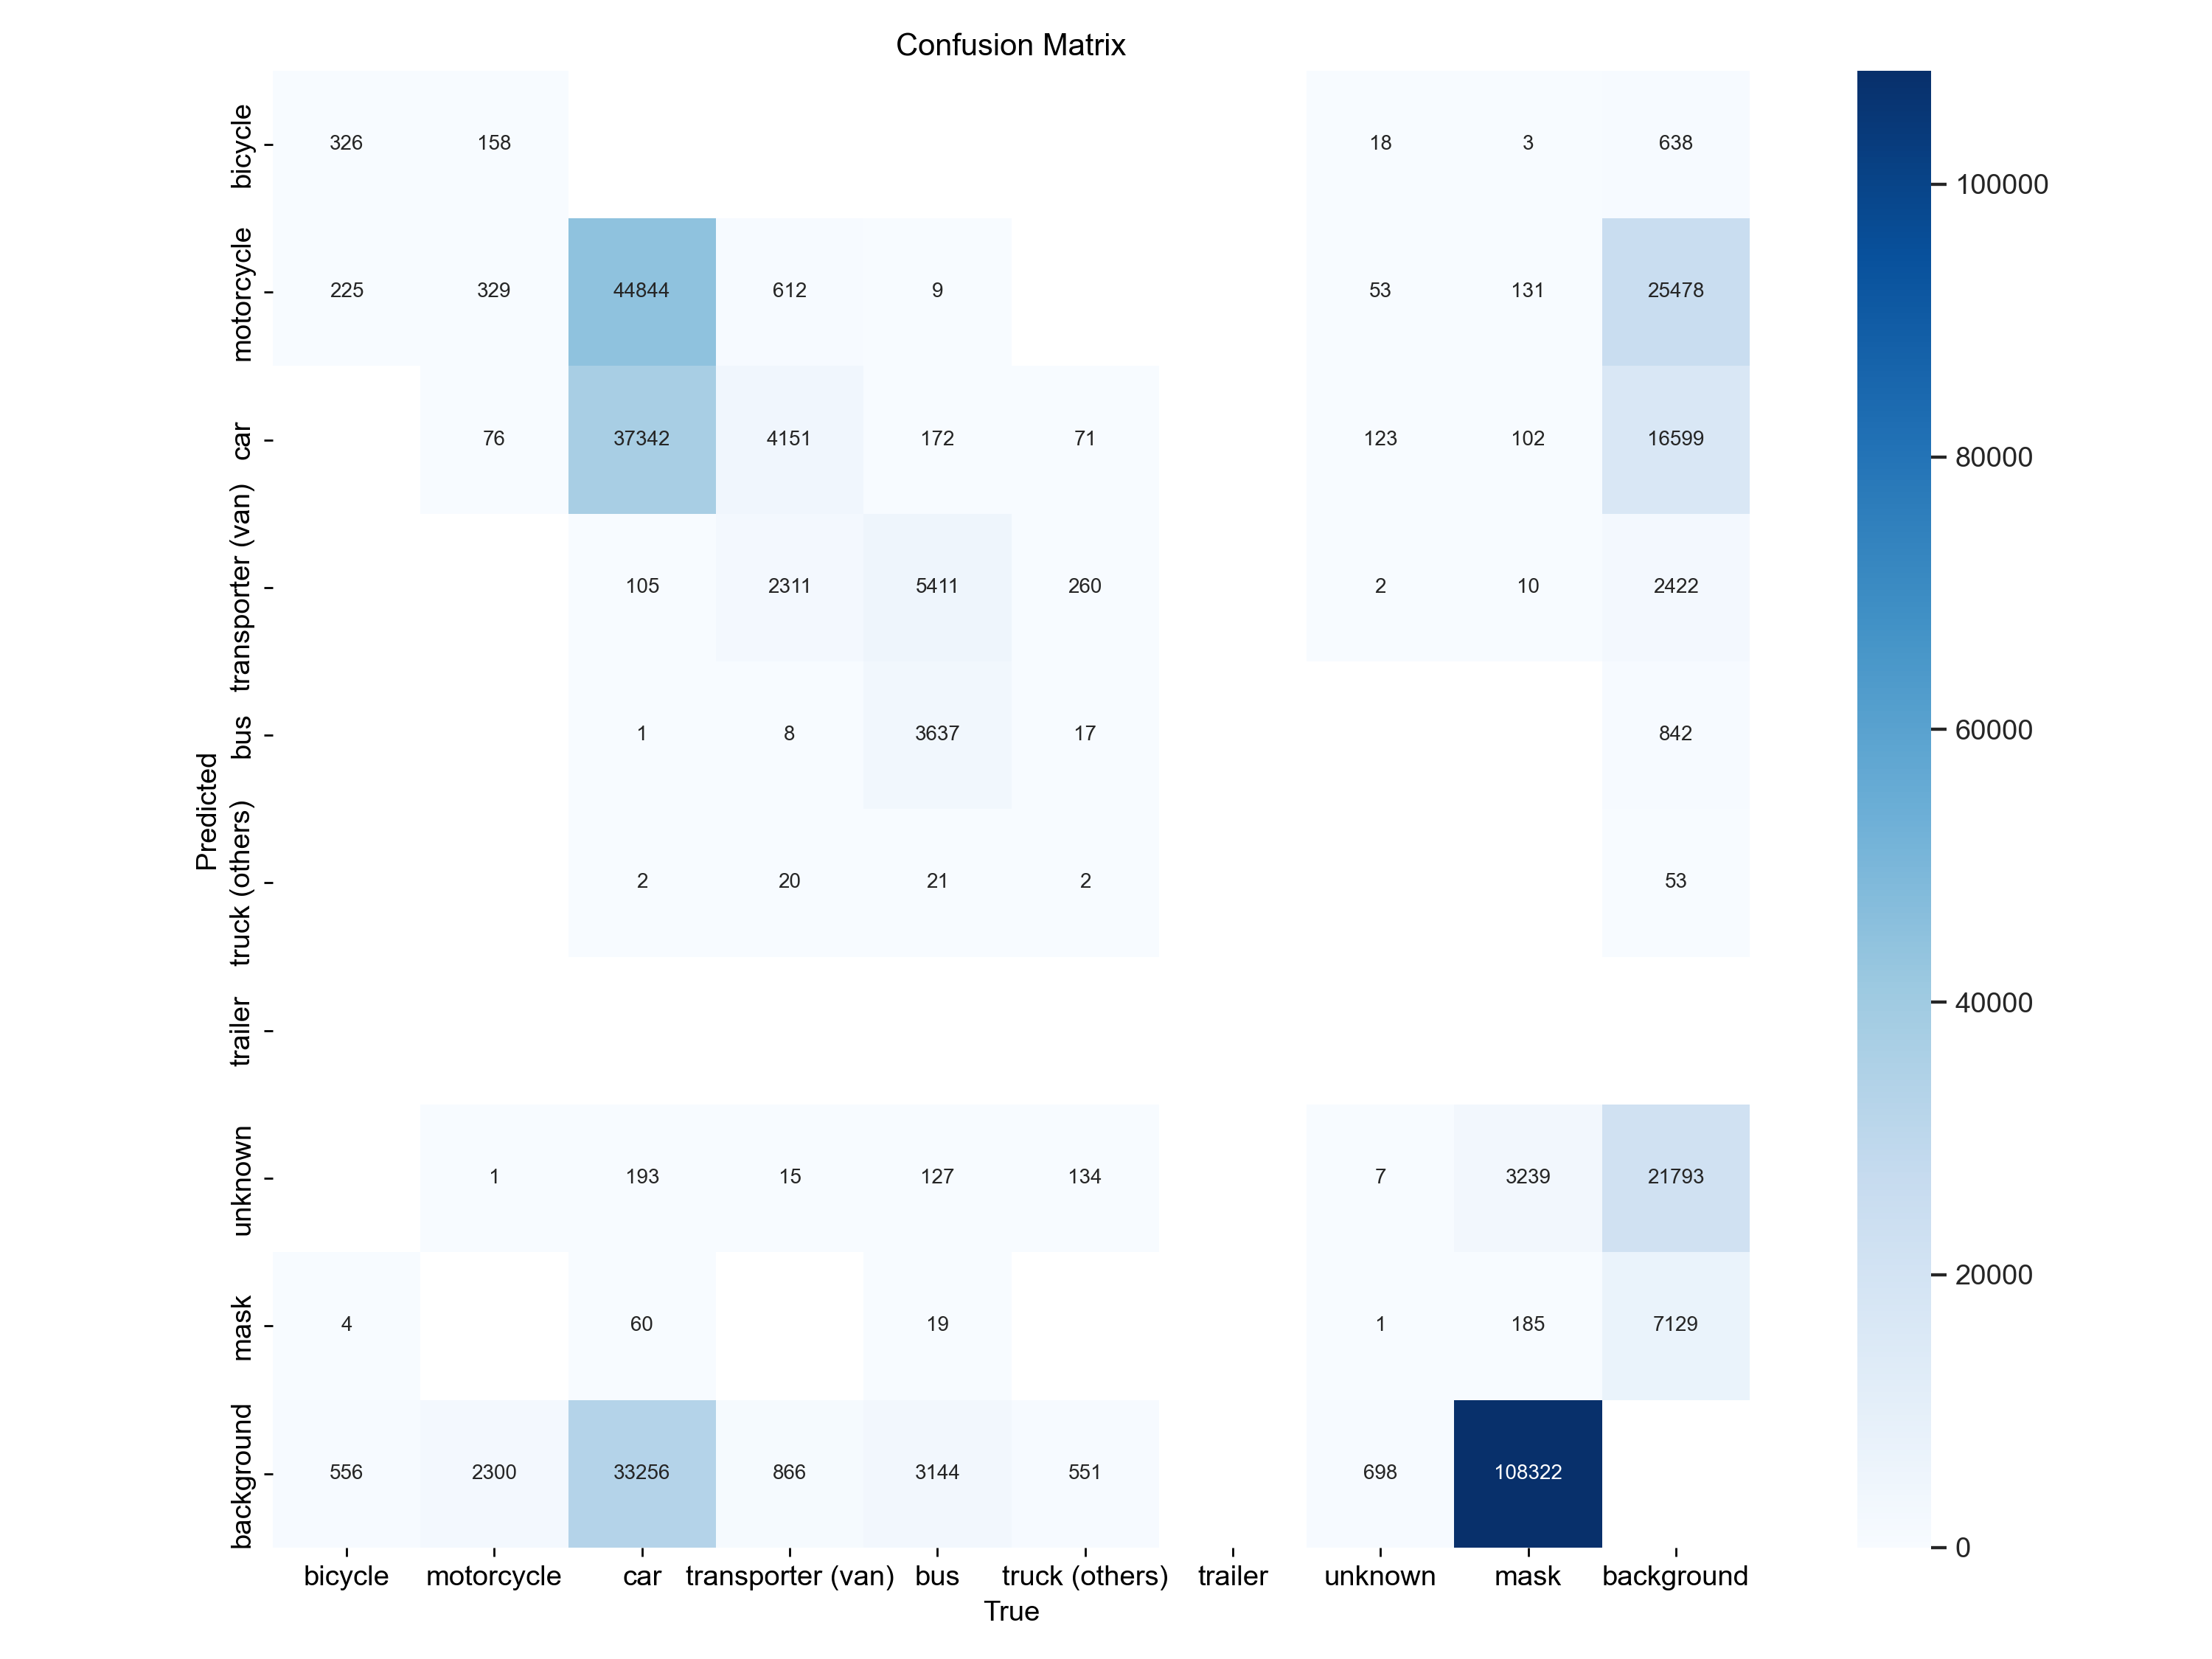 Confusion Matrix
bicycle 326 158 18 3 638
motorcycle 225 329 44844 612 9 53 131 25478
car 76 37342 4151 172 71 123 102 16599
transporter (van) 105 2311 5411 260 2 10 2422
bus 1 8 3637 17 842
truck (others) 2 20 21 2 53
trailer
unknown 1 193 15 127 134 7 3239 21793
mask 4 60 19 1 185 7129
background 556 2300 33256 866 3144 551 698 108322
Predicted
bicycle motorcycle car transporter (van) bus truck (others) trailer unknown mask background
True
100000
80000
60000
40000
20000
0